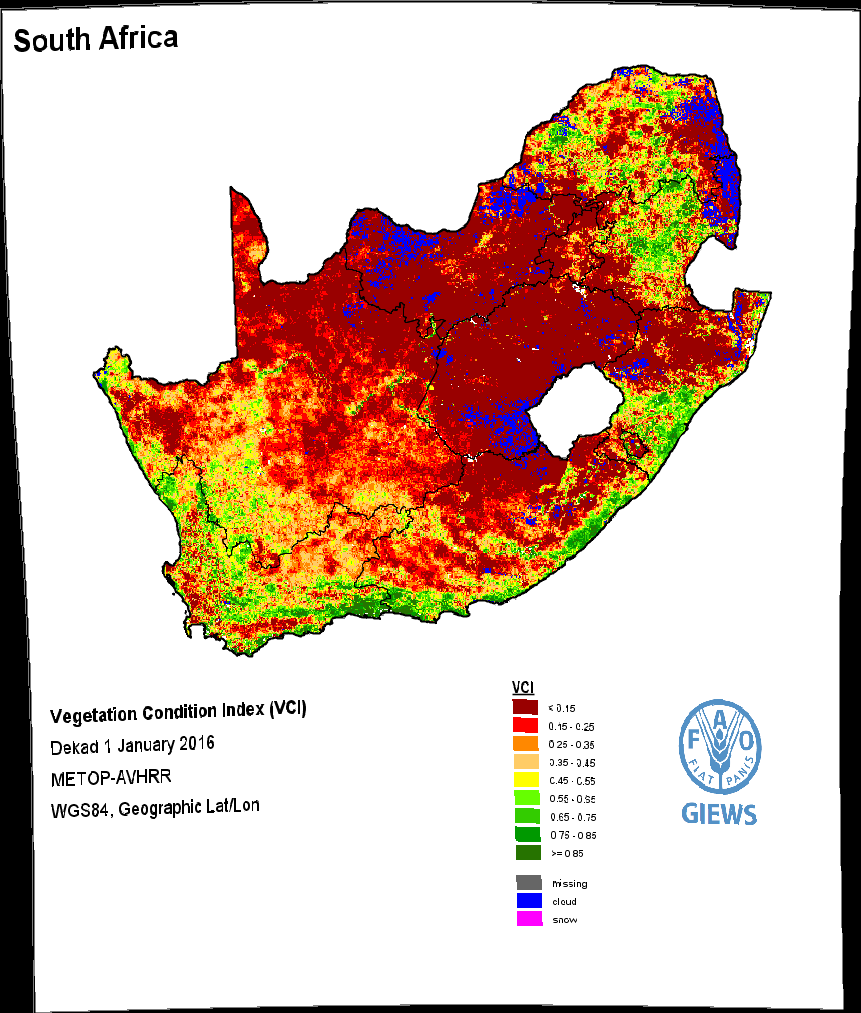 South Africa
Vegetation Condition Index (VCI)
Dekad 1 January 2016
METOP-AVHRR
WGS84, Geographic Lat/Lon
VCI
< 0.15
0.15 - 0.25
0.25 - 0.35
0.35 - 0.45
0.45 - 0.55
0.55 - 0.65
0.65 - 0.75
0.75 - 0.85
>= 0.85
missing
cloud
snow
F A O
FIAT PANIS
GIEWS